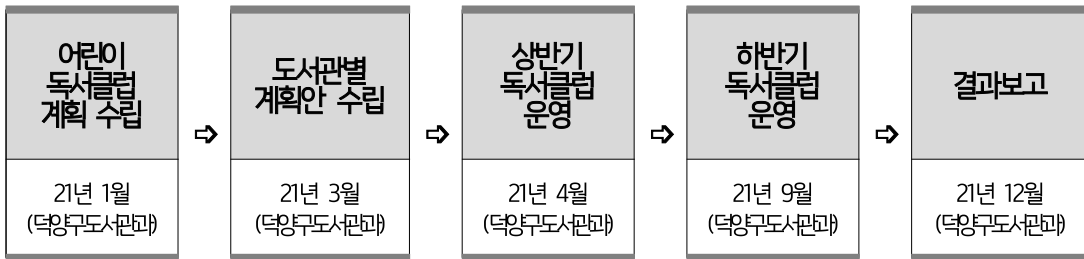 어린이
독서클럽
계획 수립
21년 1월
(덕양구도서관과)
⇨
도서관별
계획안 수립
21년 3월
(덕양구도서관과)
⇨
상반기
독서클럽
운영
21년 4월
(덕양구도서관과)
⇨
하반기
독서클럽
운영
21년 9월
(덕양구도서관과)
⇨
결과보고
21년 12월
(덕양구도서관과)